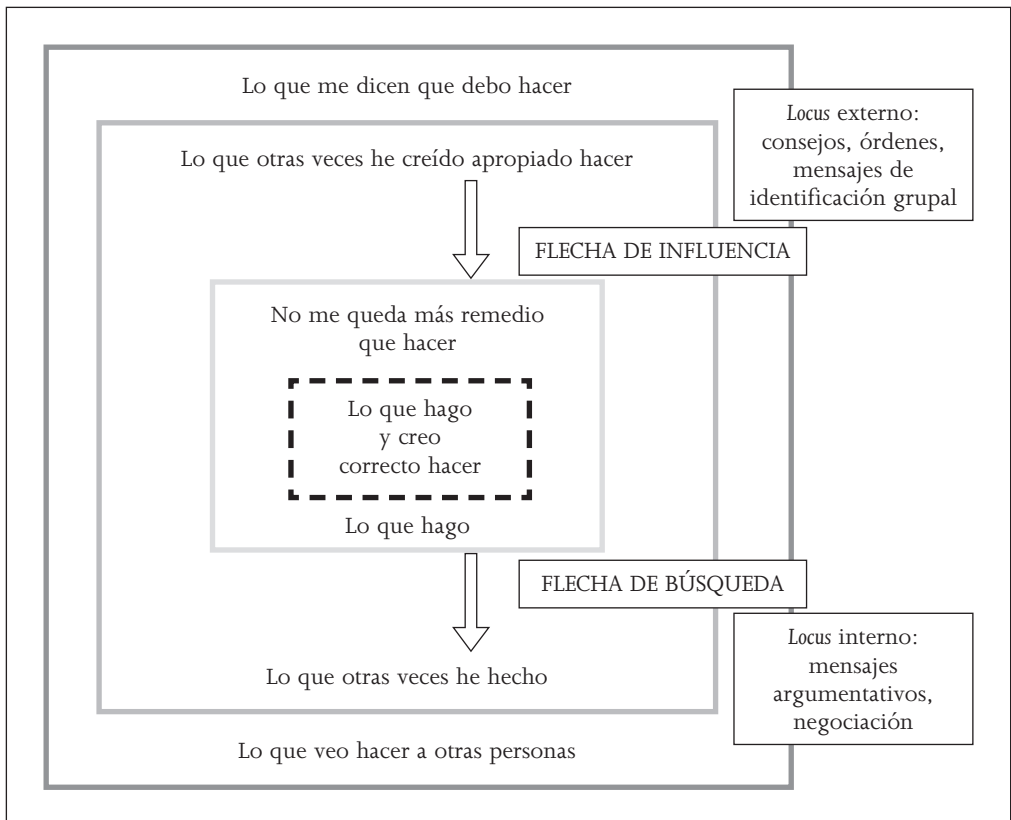 Lo que me dicen que debo hacer
Locus externo:
consejos, órdenes,
mensajes de
identificación grupal
Lo que otras veces he creído apropiado hacer
FLECHA DE INFLUENCIA
No me queda más remedio
que hacer
Lo que hago
y creo
correcto hacer
Lo que hago
FLECHA DE BÚSQUEDA
Locus interno:
mensajes
argumentativos,
negociación
Lo que otras veces he hecho
Lo que veo hacer a otras personas